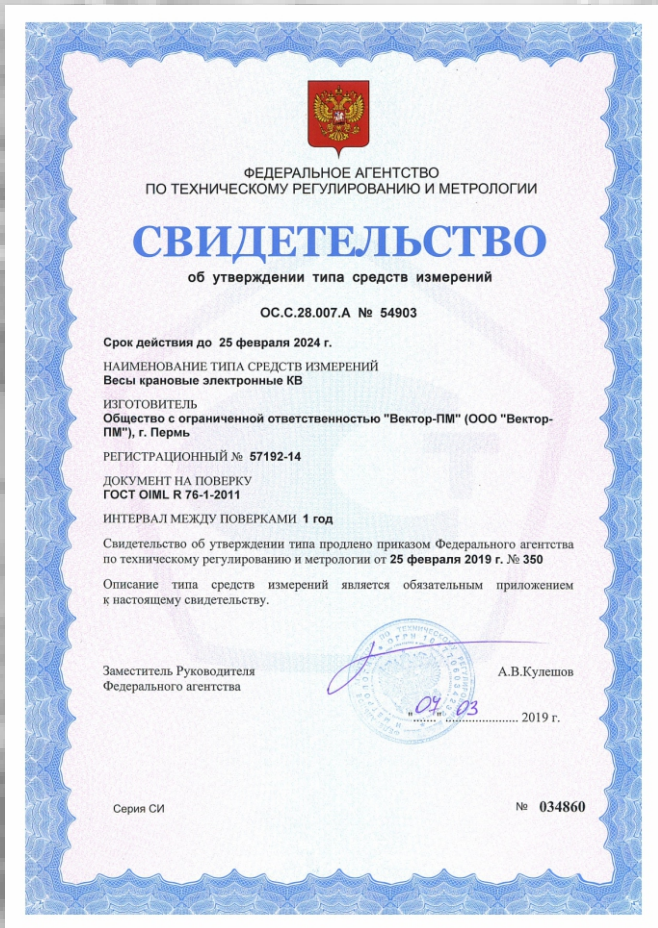 ФЕДЕРАЛЬНОЕ АГЕНТСТВО
ПО ТЕХНИЧЕСКОМУ РЕГУЛИРОВАНИЮ И МЕТРОЛОГИИ
СВИДЕТЕЛЬСТВО
об утверждении типа средств измерений
ОС.С.28.007.А № 54903
Срок действия до 25 февраля 2024 г.
НАИМЕНОВАНИЕ ТИПА СРЕДСТВ ИЗМЕРЕНИЙ
Весы крановые электронные КВ
ИЗГОТОВИТЕЛЬ
Общество с ограниченной ответственностью "Вектор-ПМ" (ООО "Вектор-
ПМ"), г. Пермь
РЕГИСТРАЦИОННЫЙ № 57192-14
ДОКУМЕНТ НА ПОВЕРКУ
ГОСТ OIML R 76-1-2011
ИНТЕРВАЛ МЕЖДУ ПОВЕРКАМИ 1 год
Свидетельство об утверждении типа продлено приказом Федерального агентства
по техническому регулированию и метрологии от 25 февраля 2019 г. № 350
Описание типа средств измерений является обязательным приложением
к настоящему свидетельству.
Заместитель Руководителя
Федерального агентства
А.В.Кулешов
"07" 03 2019 г.
Серия СИ
№ 034860